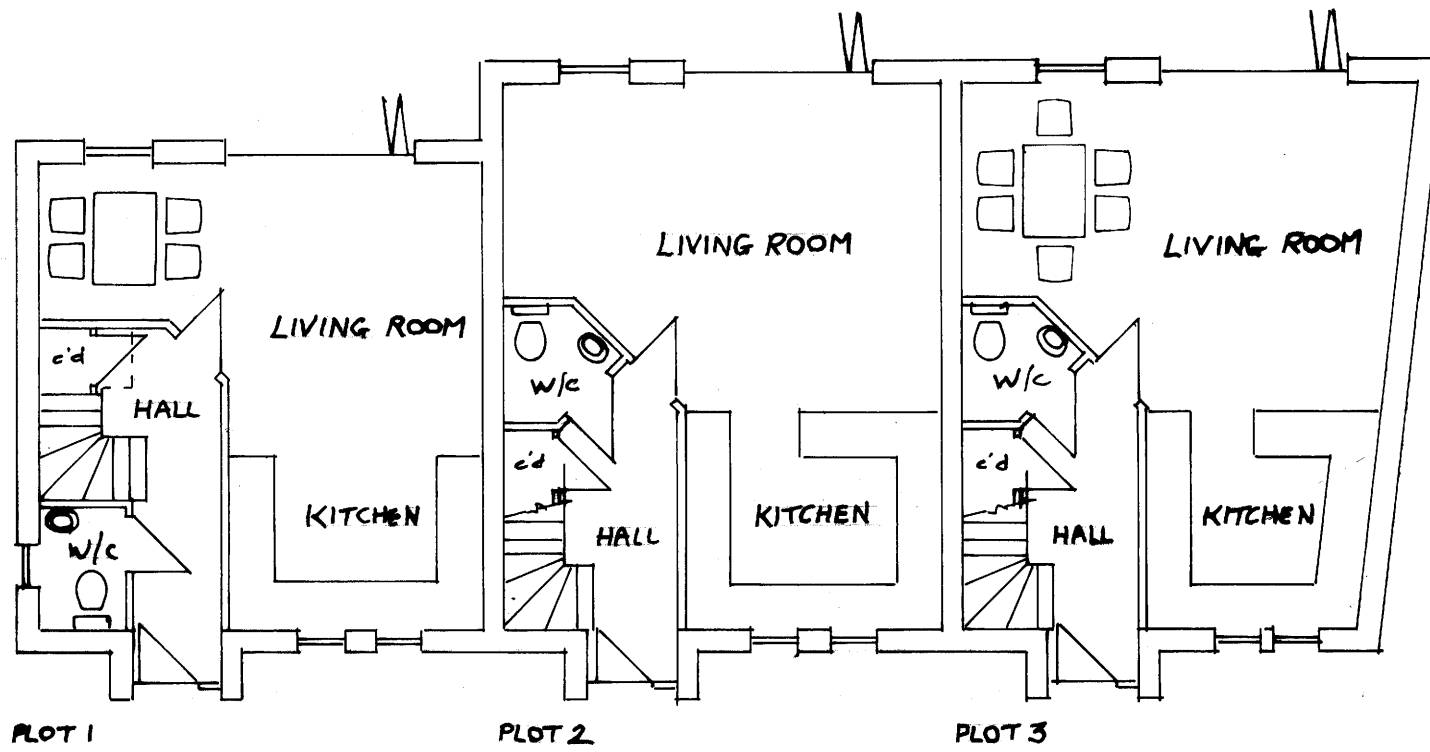 LIVING ROOM
c'd
HALL
KITCHEN
W/C
PLOT 1
LIVING ROOM
W/C
c'd
KITCHEN
HALL
PLOT 2
LIVING ROOM
W/C
c'd
KITCHEN
HALL
PLOT 3